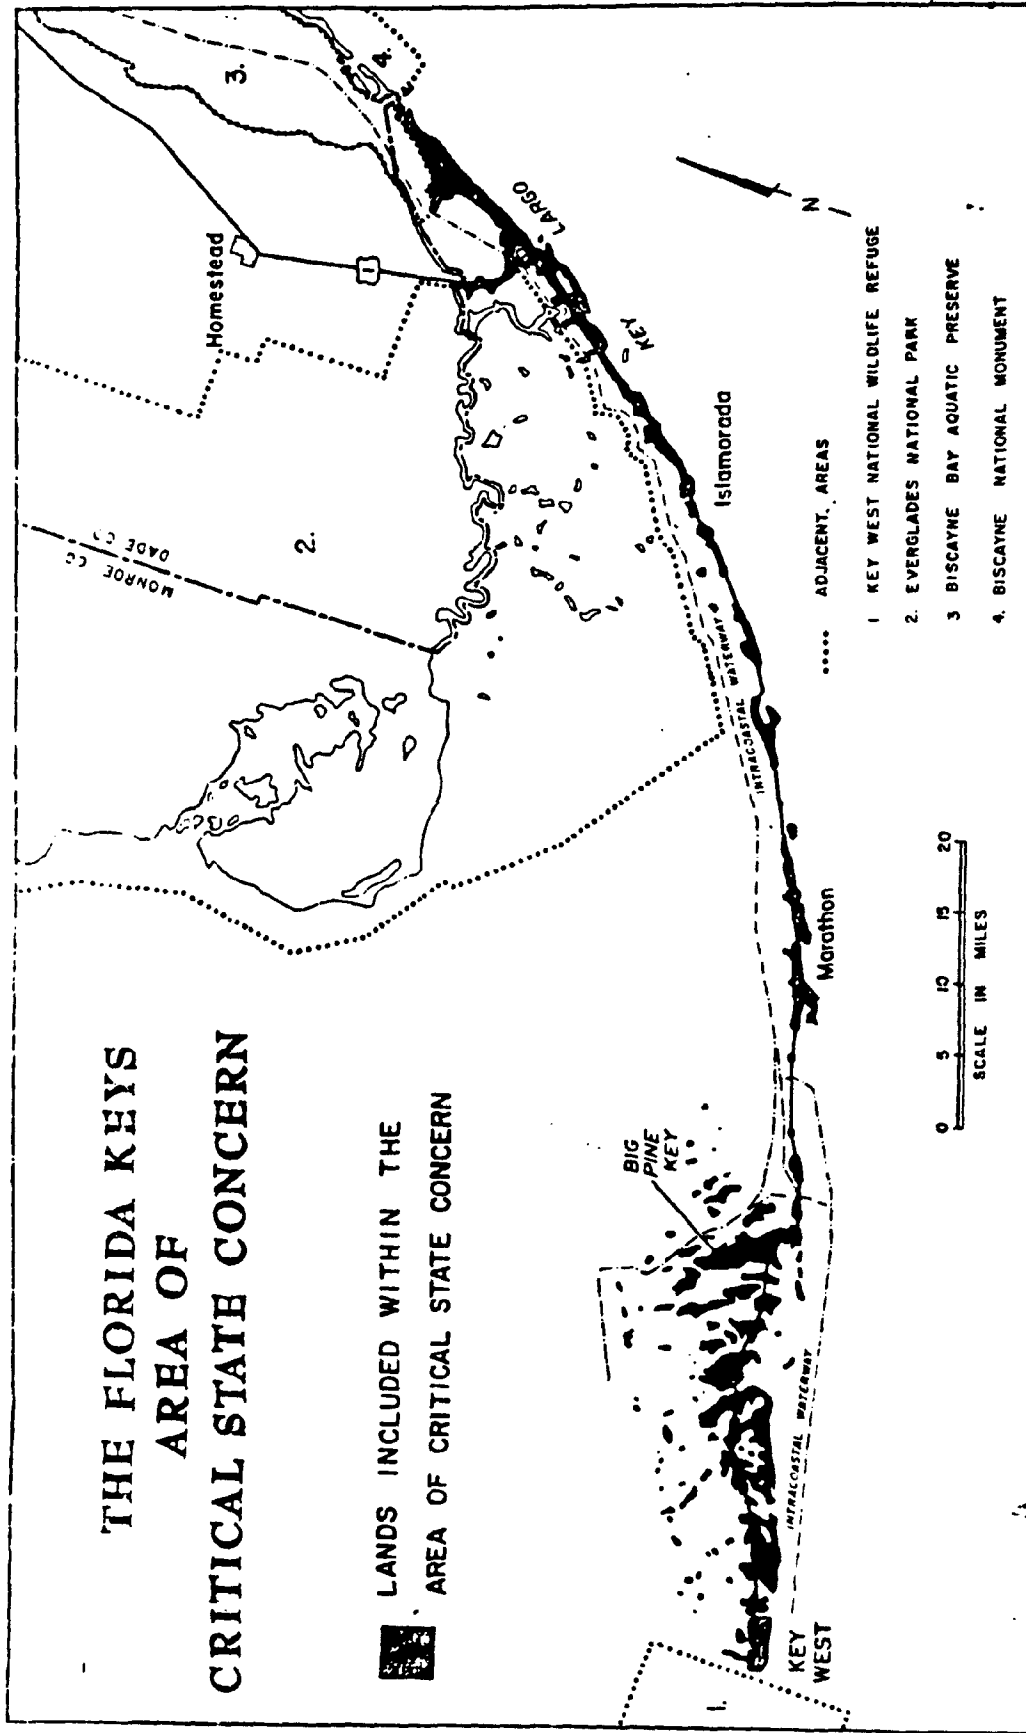 THE FLORIDA KEYS
AREA OF
CRITICAL STATE CONCERN
LANDS INCLUDED WITHIN THE
AREA OF CRITICAL STATE CONCERN
MONROE CO
DADE CO
Homestead
1
2.
3.
4.
LARGO
KEY
Islamorada
INTRACOASTAL WATERWAY
Marathon
BIG
PINE
KEY
INTRACOASTAL WATERWAY
KEY
WEST
1.
N
ADJACENT AREAS
1 KEY WEST NATIONAL WILDLIFE REFUGE
2. EVERGLADES NATIONAL PARK
3 BISCAYNE BAY AQUATIC PRESERVE
4. BISCAYNE NATIONAL MONUMENT
0 5 10 15 20
SCALE IN MILES